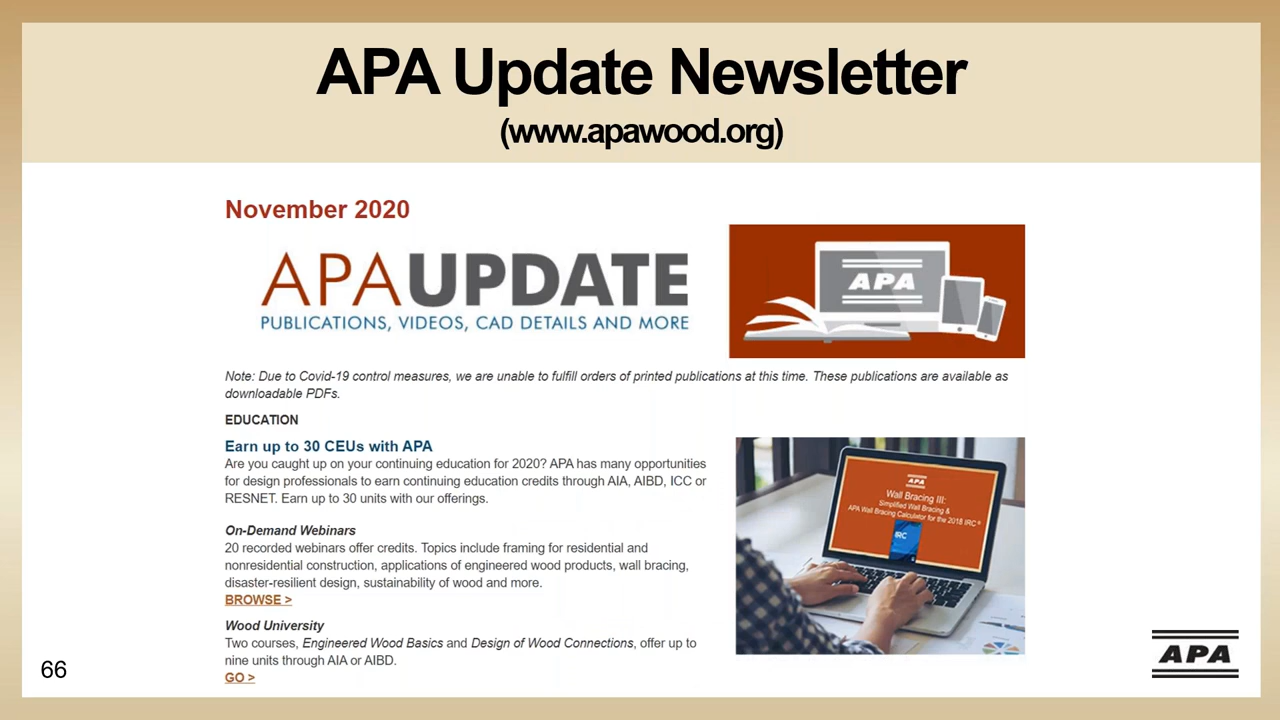 APA Update Newsletter
(www.apawood.org)
November 2020
APAUPDATE
PUBLICATIONS, VIDEOS, CAD DETAILS AND MORE
APA
Note: Due to Covid-19 control measures, we are unable to fulfill orders of printed publications at this time. These publications are available as
downloadable PDFs.
EDUCATION
Earn up to 30 CEUs with APA
Are you caught up on your continuing education for 2020? APA has many opportunities
for design professionals to earn continuing education credits through AIA, AIBD, ICC or
RESNET. Earn up to 30 units with our offerings.
On-Demand Webinars
20 recorded webinars offer credits. Topics include framing for residential and
nonresidential construction, applications of engineered wood products, wall bracing,
disaster-resilient design, sustainability of wood and more.
BROWSE >
Wood University
Two courses, Engineered Wood Basics and Design of Wood Connections, offer up to
nine units through AIA or AIBD.
GO >
APA
Wall Bracing III:
Simplified Wall Bracing &
APA Wall Bracing Calculator for the 2018 IRC®
IRC
66
APA